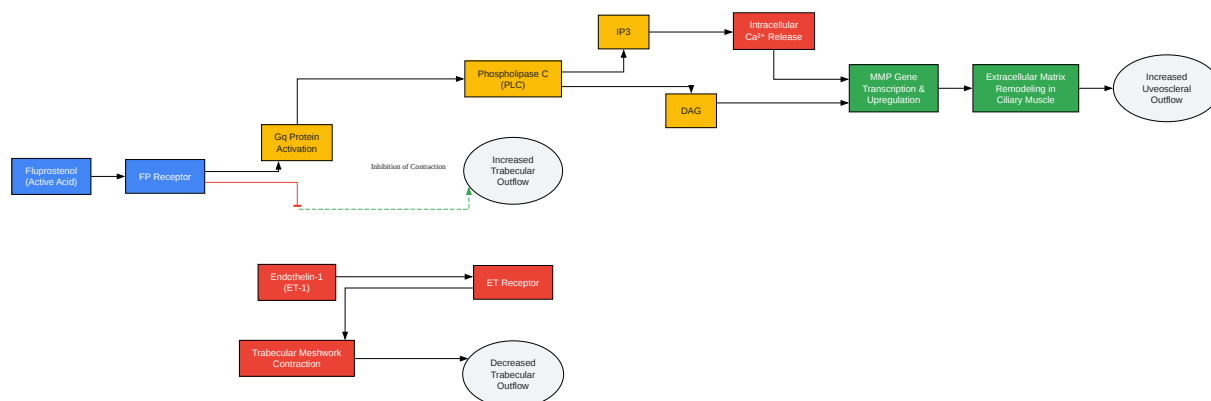 IP3
Intracellular
Ca²⁺ Release
Phospholipase C
(PLC)
DAG
MMP Gene
Transcription &
Upregulation
Extracellular Matrix
Remodeling in
Ciliary Muscle
Increased
Uveoscleral
Outflow
Gq Protein
Activation
Fluprostenol
(Active Acid)
FP Receptor
Inhibition of Contraction
Increased
Trabecular
Outflow
Endothelin-1
(ET-1)
ET Receptor
Trabecular Meshwork
Contraction
Decreased
Trabecular
Outflow